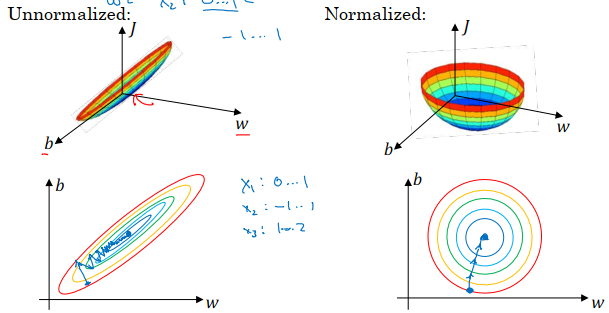 Unnormalized:
Normalized:
-1...1
J
w
b
J
w
b
b
w
x₁: 0...1
x₂: -1...1
x₃: 1...2
b
w